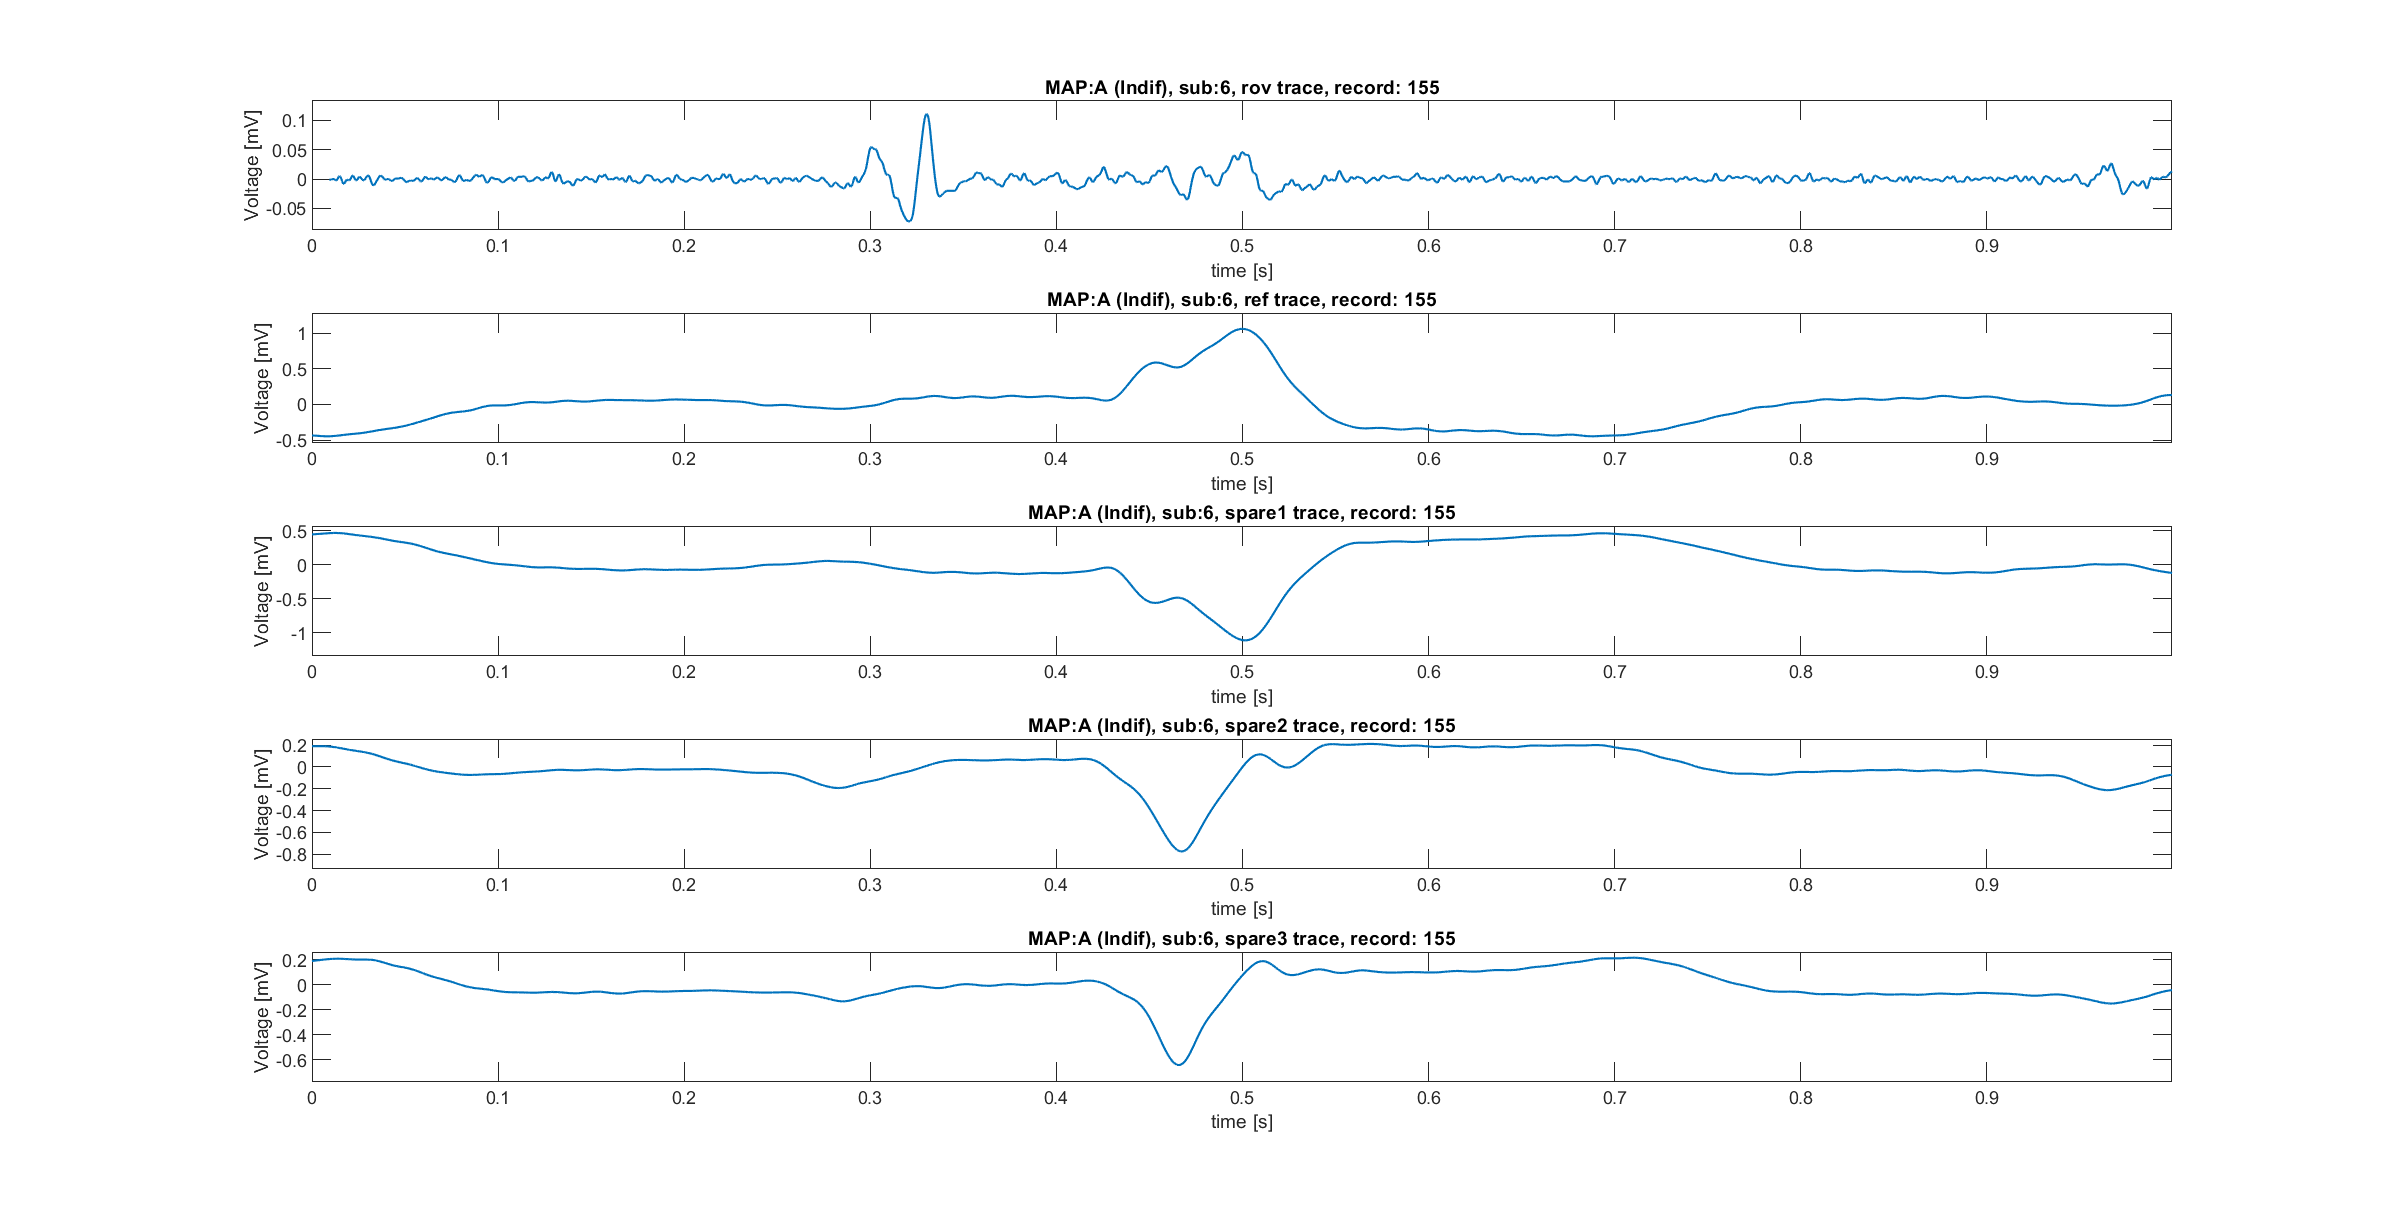 MAP:A (Indif), sub:6, rov trace, record: 155
Voltage [mV]
0.1
0.05
0
-0.05
0 0.1 0.2 0.3 0.4 0.5 0.6 0.7 0.8 0.9
time [s]
MAP:A (Indif), sub:6, ref trace, record: 155
Voltage [mV]
1
0.5
0
-0.5
0 0.1 0.2 0.3 0.4 0.5 0.6 0.7 0.8 0.9
time [s]
MAP:A (Indif), sub:6, spare1 trace, record: 155
Voltage [mV]
0.5
0
-0.5
-1
0 0.1 0.2 0.3 0.4 0.5 0.6 0.7 0.8 0.9
time [s]
MAP:A (Indif), sub:6, spare2 trace, record: 155
Voltage [mV]
0.2
0
-0.2
-0.4
-0.6
-0.8
0 0.1 0.2 0.3 0.4 0.5 0.6 0.7 0.8 0.9
time [s]
MAP:A (Indif), sub:6, spare3 trace, record: 155
Voltage [mV]
0.2
0
-0.2
-0.4
-0.6
0 0.1 0.2 0.3 0.4 0.5 0.6 0.7 0.8 0.9
time [s]